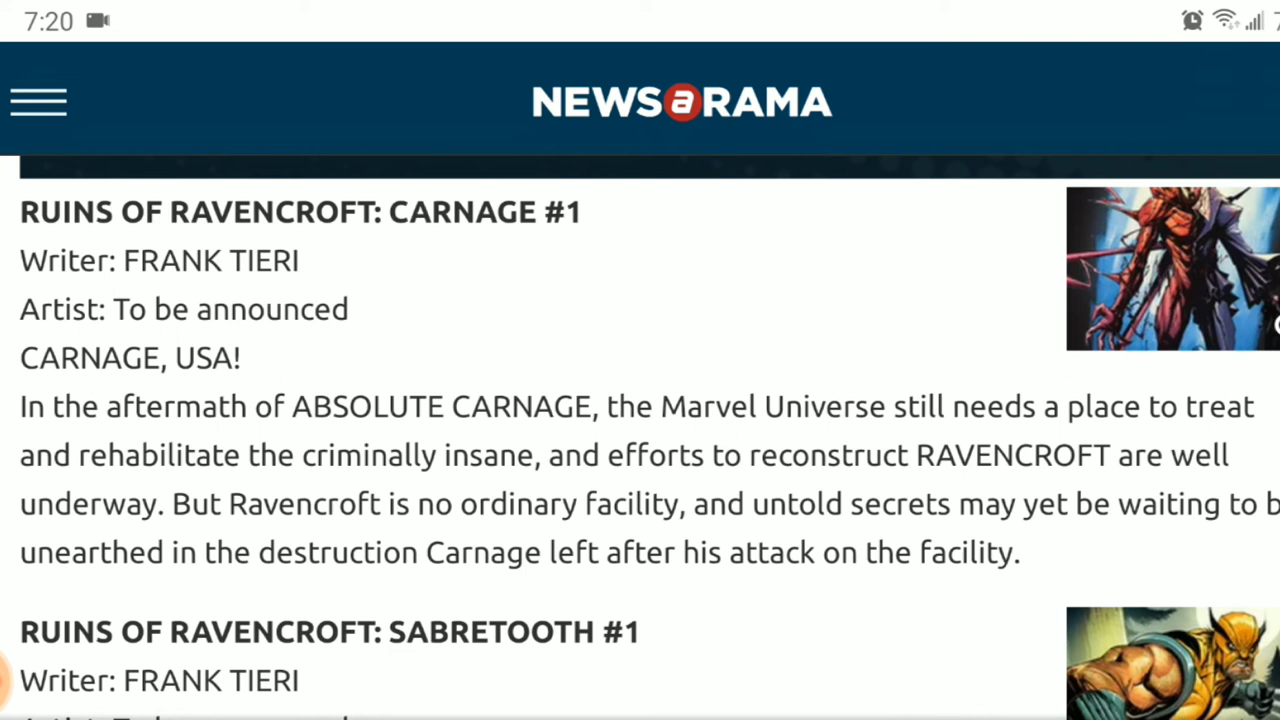 7:20
NEWSaRAMA
RUINS OF RAVENCROFT: CARNAGE #1
Writer: FRANK TIERI
Artist: To be announced
CARNAGE, USA!
In the aftermath of ABSOLUTE CARNAGE, the Marvel Universe still needs a place to treat
and rehabilitate the criminally insane, and efforts to reconstruct RAVENCROFT are well
underway. But Ravencroft is no ordinary facility, and untold secrets may yet be waiting to b
unearthed in the destruction Carnage left after his attack on the facility.
RUINS OF RAVENCROFT: SABRETOOTH #1
Writer: FRANK TIERI